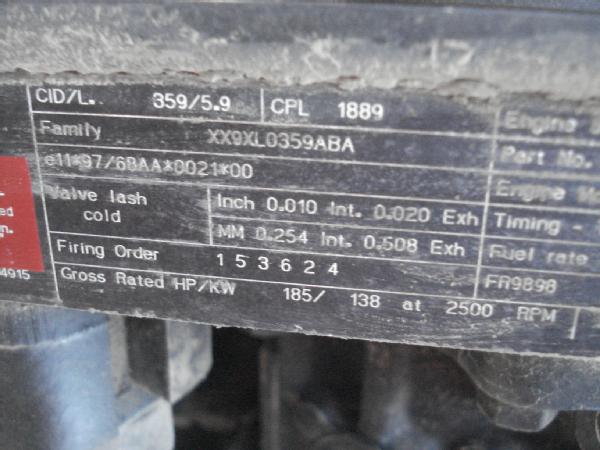 CID/L. 359/5.9 CPL 1889 Engine
Family XX9XL0359ABA Part No.
e11*97/68AA*0021*00 Engine
Valve lash cold Inch 0.010 Int. 0.020 Exh Timing -
MM 0.254 Int. 0.508 Exh Fuel rate
Firing Order 1 5 3 6 2 4 FR9898
Gross Rated HP/KW 185/ 138 at 2500 RPM
4915